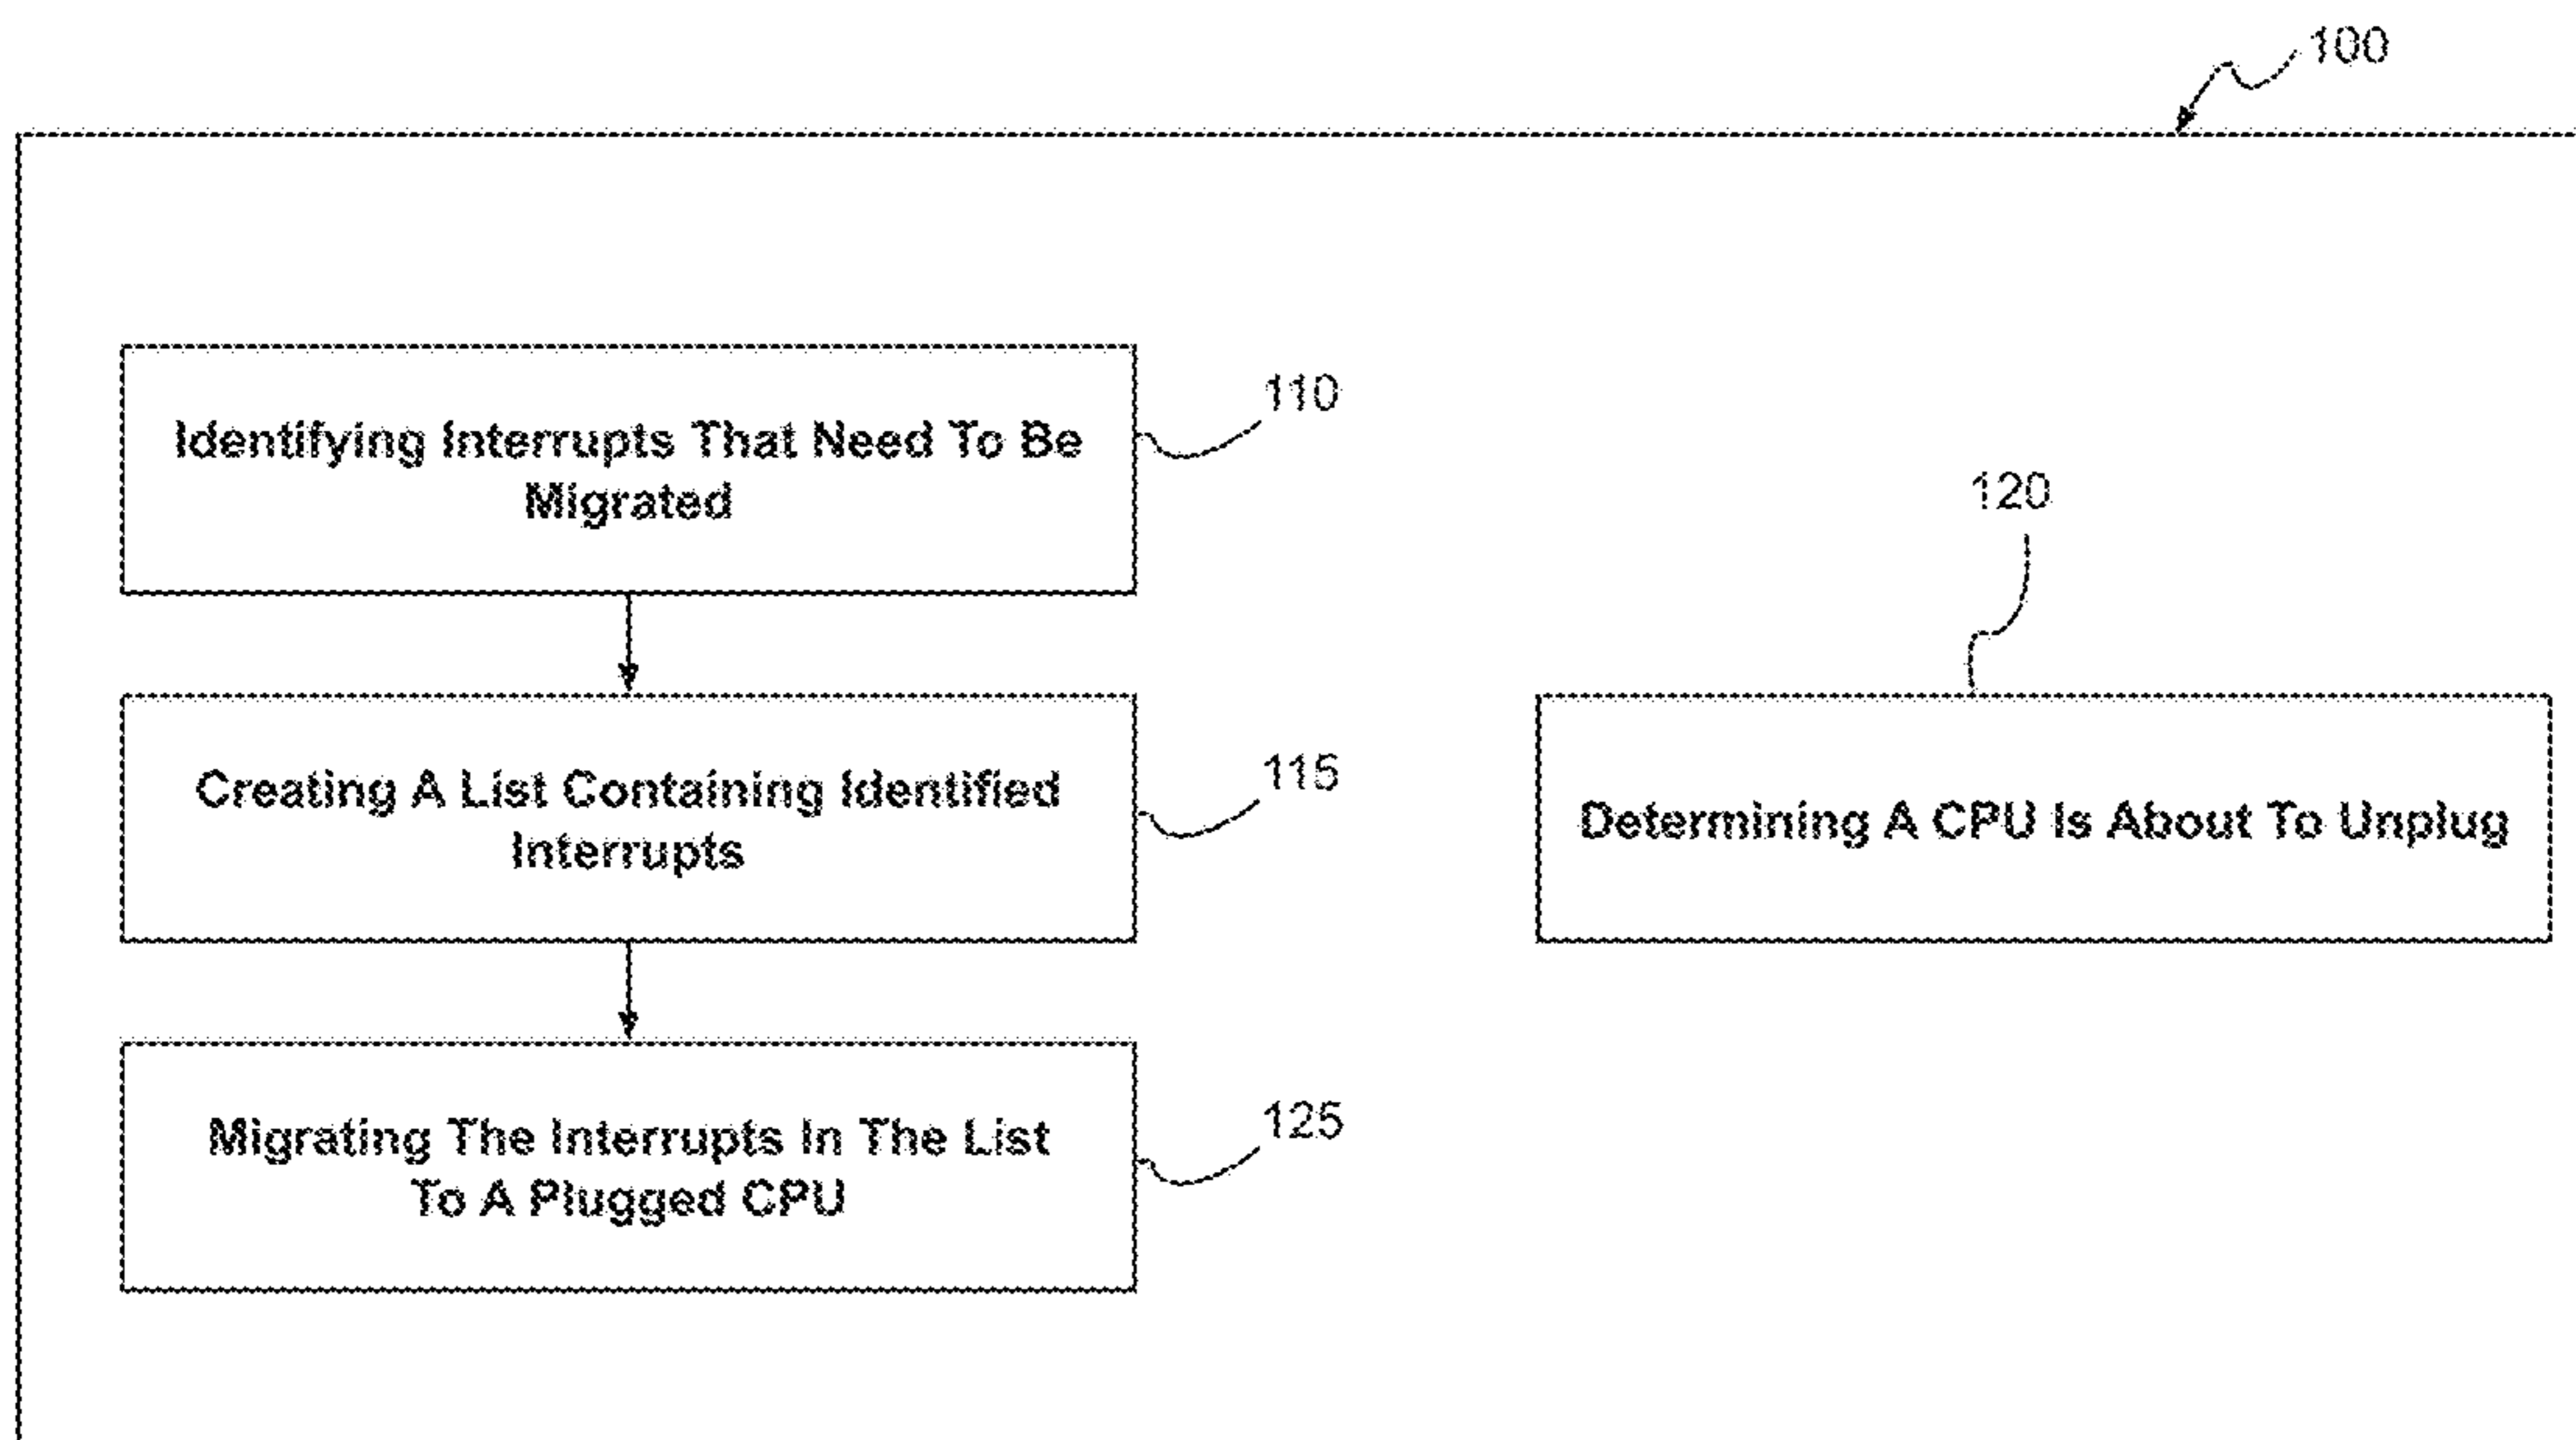 100
Identifying Interrupts That Need To Be
Migrated
110
120
Creating A List Containing Identified
Interrupts
115
Determining A CPU Is About To Unplug
Migrating The Interrupts In The List
To A Plugged CPU
125